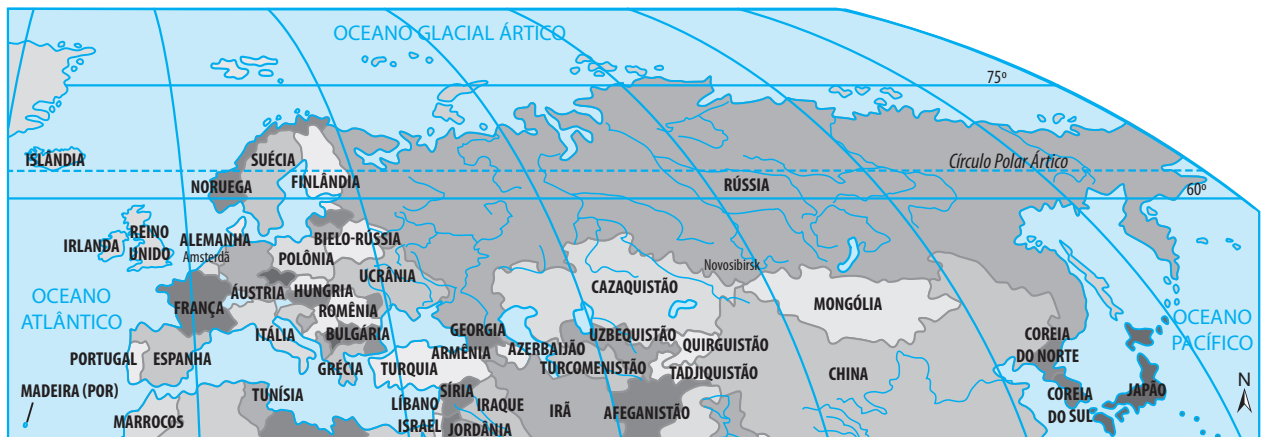 OCEANO GLACIAL ÁRTICO
75º
ISLÂNDIA
SUÉCIA
Círculo Polar Ártico
NORUEGA
FINLÂNDIA
RÚSSIA
60º
REINO
UNIDO
IRLANDA
ALEMANHA
Amsterdã
BIELO-RÚSSIA
POLÔNIA
UCRÂNIA
Novosibirsk
CAZAQUISTÃO
MONGÓLIA
OCEANO
ATLÂNTICO
FRANÇA
ÁUSTRIA
HUNGRIA
ROMÊNIA
ITÁLIA
BULGÁRIA
GEORGIA
UZBEQUISTÃO
OCEANO
PACÍFICO
COREIA
DO NORTE
PORTUGAL
ESPANHA
GRÉCIA
TURQUIA
ARMÊNIA
AZERBAIJÃO
TURCOMENISTÃO
QUIRGUISTÃO
TADJIQUISTÃO
CHINA
MADEIRA (POR)
TUNÍSIA
SÍRIA
LÍBANO
IRAQUE
IRÃ
AFEGANISTÃO
COREIA
DO SUL
JAPÃO
N
MARROCOS
ISRAEL
JORDÂNIA